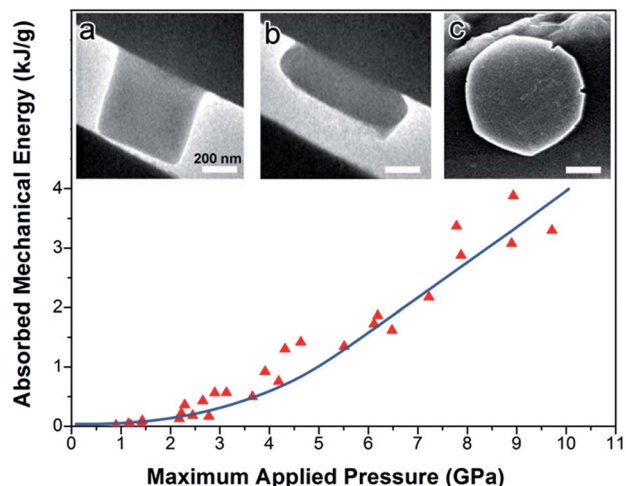 a
b
c
200 nm
Absorbed Mechanical Energy (kJ/g)
4
3
2
1
0
0 1 2 3 4 5 6 7 8 9 10 11
Maximum Applied Pressure (GPa)